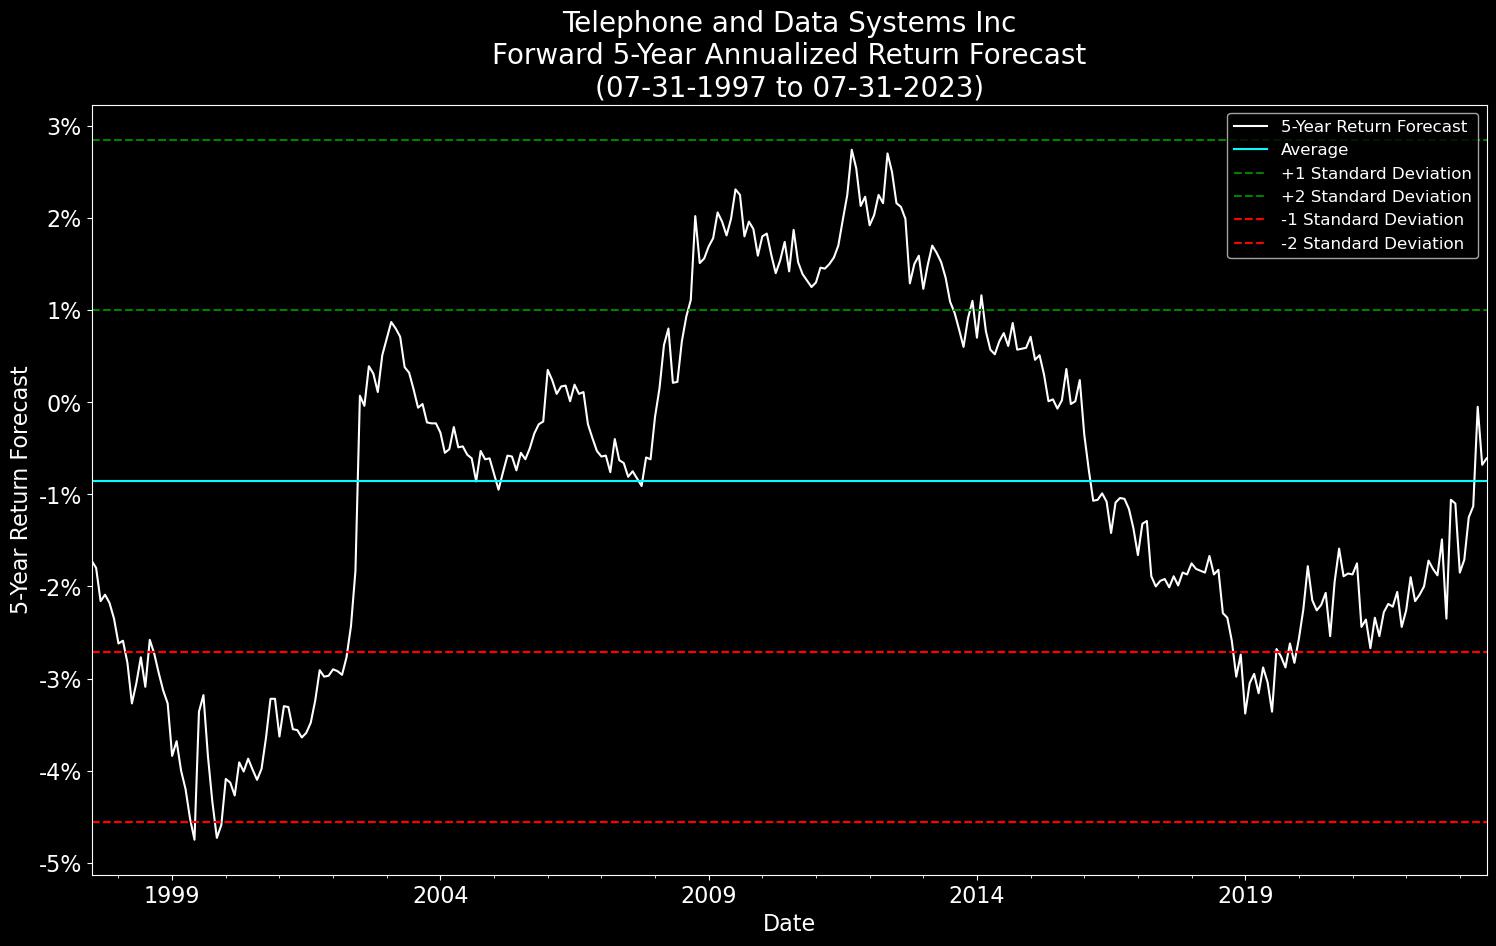 Telephone and Data Systems Inc
Forward 5-Year Annualized Return Forecast
(07-31-1997 to 07-31-2023)
5-Year Return Forecast
3%
2%
1%
0%
-1%
-2%
-3%
-4%
-5%
5-Year Return Forecast
Average
+1 Standard Deviation
+2 Standard Deviation
-1 Standard Deviation
-2 Standard Deviation
1999
2004
2009
2014
2019
Date